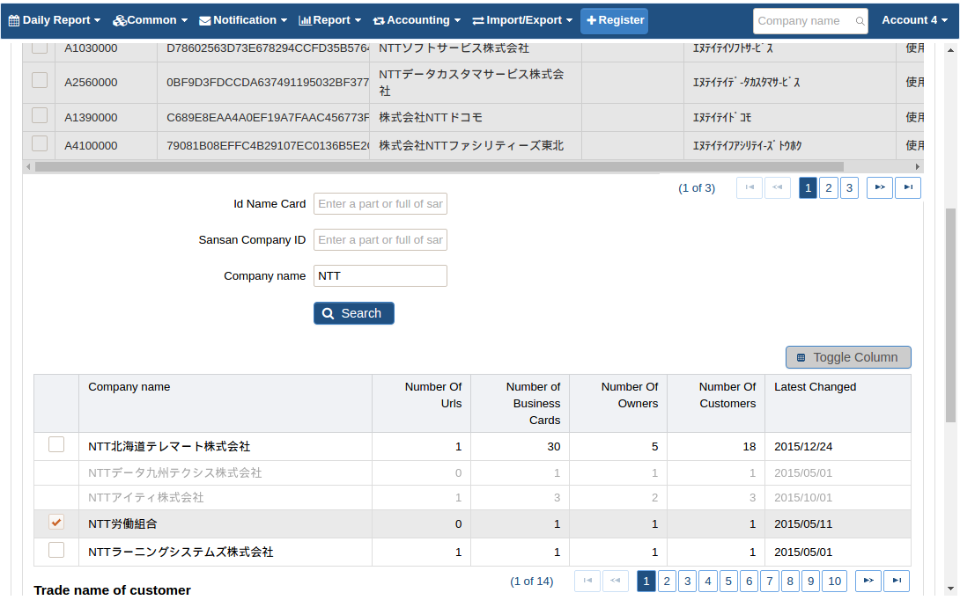 Daily Report Common Notification Report Accounting Import/Export Register Company name Account 4
A1030000 D78602563D73E678294CCFD35B576 NTTソフトサービス株式会社 ｴﾇﾃｨﾃｨｿﾌﾄｻｰﾋﾞｽ 使用
A2560000 0BF9D3FDCCDA637491195032BF377 NTTデータカスタマサービス株式会社 ｴﾇﾃｨﾃｨﾃﾞｰﾀｶｽﾀﾏｻｰﾋﾞｽ 使用
A1390000 C689E8EAA4A0EF19A7FAAC456773F 株式会社NTTドコモ ｴﾇﾃｨﾃｨﾄﾞｺﾓ 使用
A4100000 79081B08EFFC4B29107EC0136B5E2 株式会社NTTファシリティーズ東北 ｴﾇﾃｨﾃｨﾌｧｼﾘﾃｨｰｽﾞﾄｳﾎｸ 使用
(1 of 3) 1 2 3
Id Name Card Enter a part or full of sar
Sansan Company ID Enter a part or full of sar
Company name NTT
Search
Toggle Column
Company name Number Of Urls Number of Business Cards Number Of Owners Number Of Customers Latest Changed
NTT北海道テレマート株式会社 1 30 5 18 2015/12/24
NTTデータ九州テクシス株式会社 0 1 1 1 2015/05/01
NTTアイティ株式会社 1 3 2 3 2015/10/01
NTT労働組合 0 1 1 1 2015/05/11
NTTラーニングシステムズ株式会社 1 1 1 1 2015/05/01
(1 of 14) 1 2 3 4 5 6 7 8 9 10
Trade name of customer